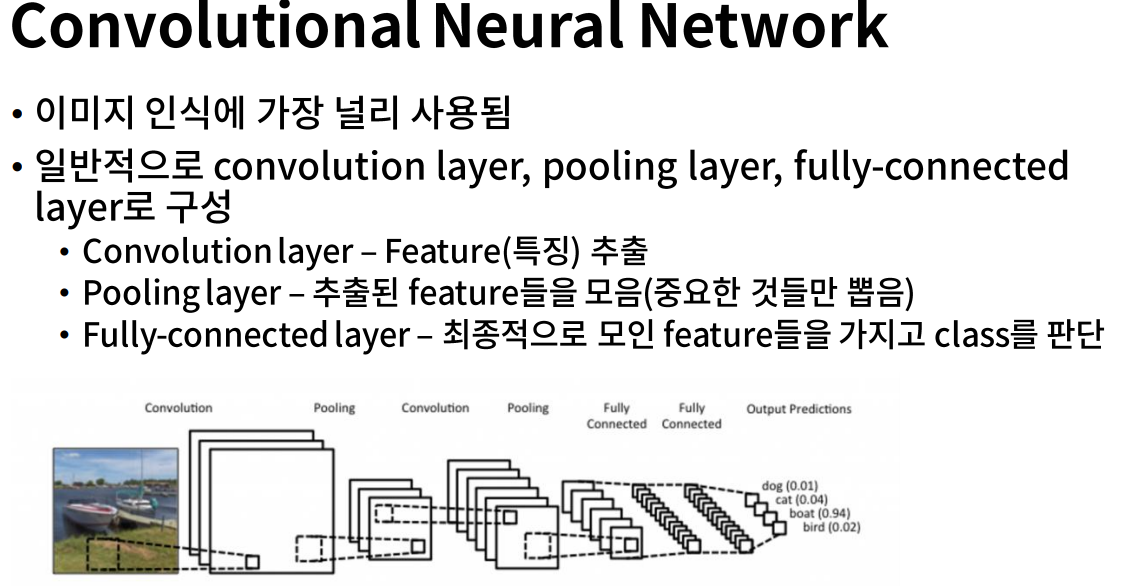 Convolutional Neural Network
• 이미지 인식에 가장 널리 사용됨
• 일반적으로 convolution layer, pooling layer, fully-connected
layer로 구성
• Convolution layer – Feature(특징) 추출
• Pooling layer – 추출된 feature들을 모음(중요한 것들만 뽑음)
• Fully-connected layer – 최종적으로 모인 feature들을 가지고 class를 판단
Convolution Pooling Convolution Pooling Fully Connected Fully Connected Output Predictions
dog (0.01)
cat (0.04)
boat (0.94)
bird (0.02)